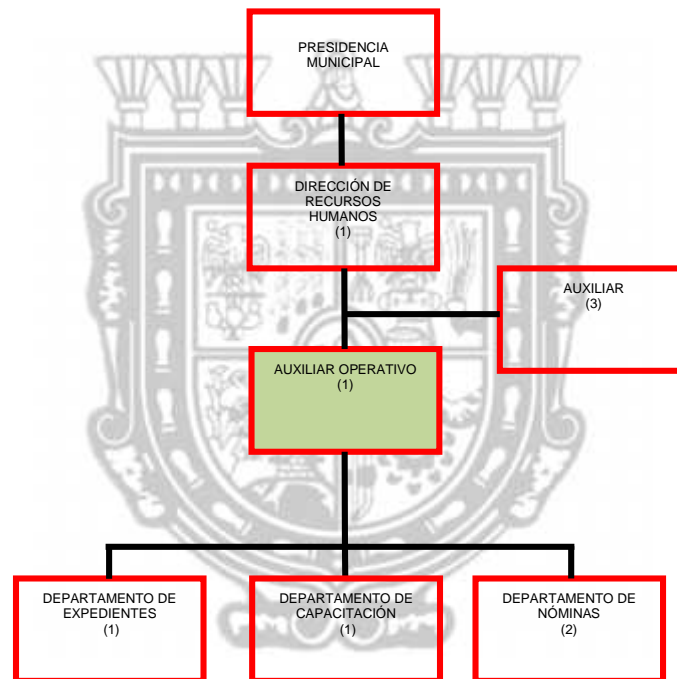 PRESIDENCIA
MUNICIPAL
DIRECCIÓN DE
RECURSOS
HUMANOS
(1)
AUXILIAR
(3)
AUXILIAR OPERATIVO
(1)
DEPARTAMENTO DE
EXPEDIENTES
(1)
DEPARTAMENTO DE
CAPACITACIÓN
(1)
DEPARTAMENTO DE
NÓMINAS
(2)